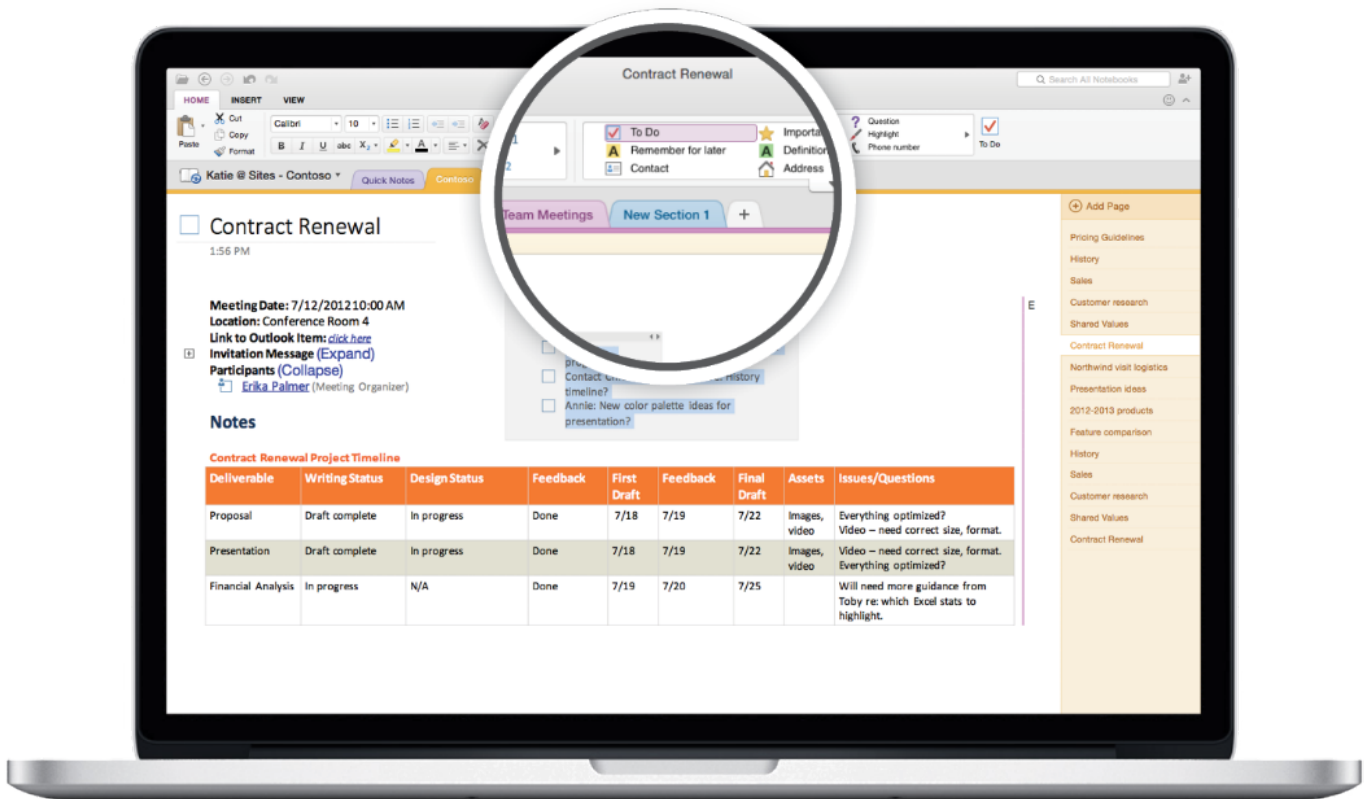 Contract Renewal
Search All Notebooks
HOME INSERT VIEW
Paste
Cut
Copy
Format
Calibri 10
B I U abc X₂ A
1
2
To Do
Remember for later
Contact
Importa
Definition
Address
Question
Highlight
Phone number
To Do
Katie @ Sites - Contoso
Quick Notes
Contoso
Team Meetings
New Section 1
+
Contract Renewal
1:56 PM
Meeting Date: 7/12/201210:00 AM
Location: Conference Room 4
Link to Outlook Item: click here
Invitation Message (Expand)
Participants (Collapse)
Erika Palmer (Meeting Organizer)
Contact
History
timeline?
Annie: New color palette ideas for
presentation?
E
Notes
Contract Renewal Project Timeline
Deliverable Writing Status Design Status Feedback First Draft Feedback Final Draft Assets Issues/Questions
Proposal Draft complete In progress Done 7/18 7/19 7/22 Images, video Everything optimized?
Video – need correct size, format.
Presentation Draft complete In progress Done 7/18 7/19 7/22 Images, video Video – need correct size, format.
Everything optimized?
Financial Analysis In progress N/A Done 7/19 7/20 7/25 Will need more guidance from
Toby re: which Excel stats to
highlight.
Add Page
Pricing Guidelines
History
Sales
Customer research
Shared Values
Contract Renewal
Northwind visit logistics
Presentation ideas
2012-2013 products
Feature comparison
History
Sales
Customer research
Shared Values
Contract Renewal